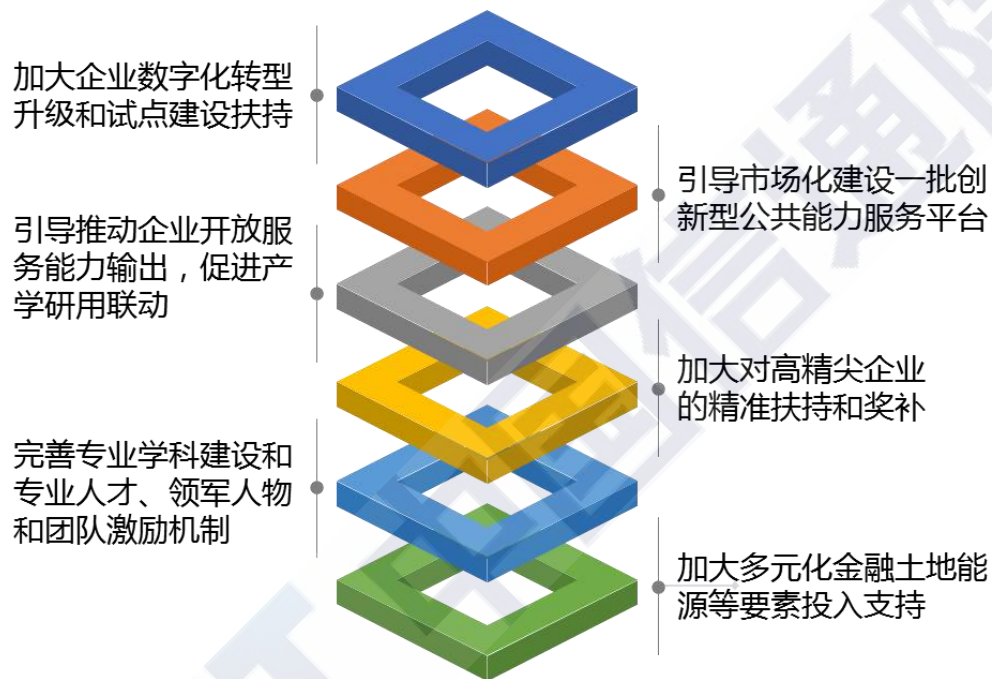 加大企业数字化转型
升级和试点建设扶持
引导市场化建设一批创
新型公共能力服务平台
引导推动企业开放服
务能力输出，促进产
学研用联动
加大对高精尖企业
的精准扶持和奖补
完善专业学科建设和
专业人才、领军人物
和团队激励机制
加大多元化金融土地能
源等要素投入支持